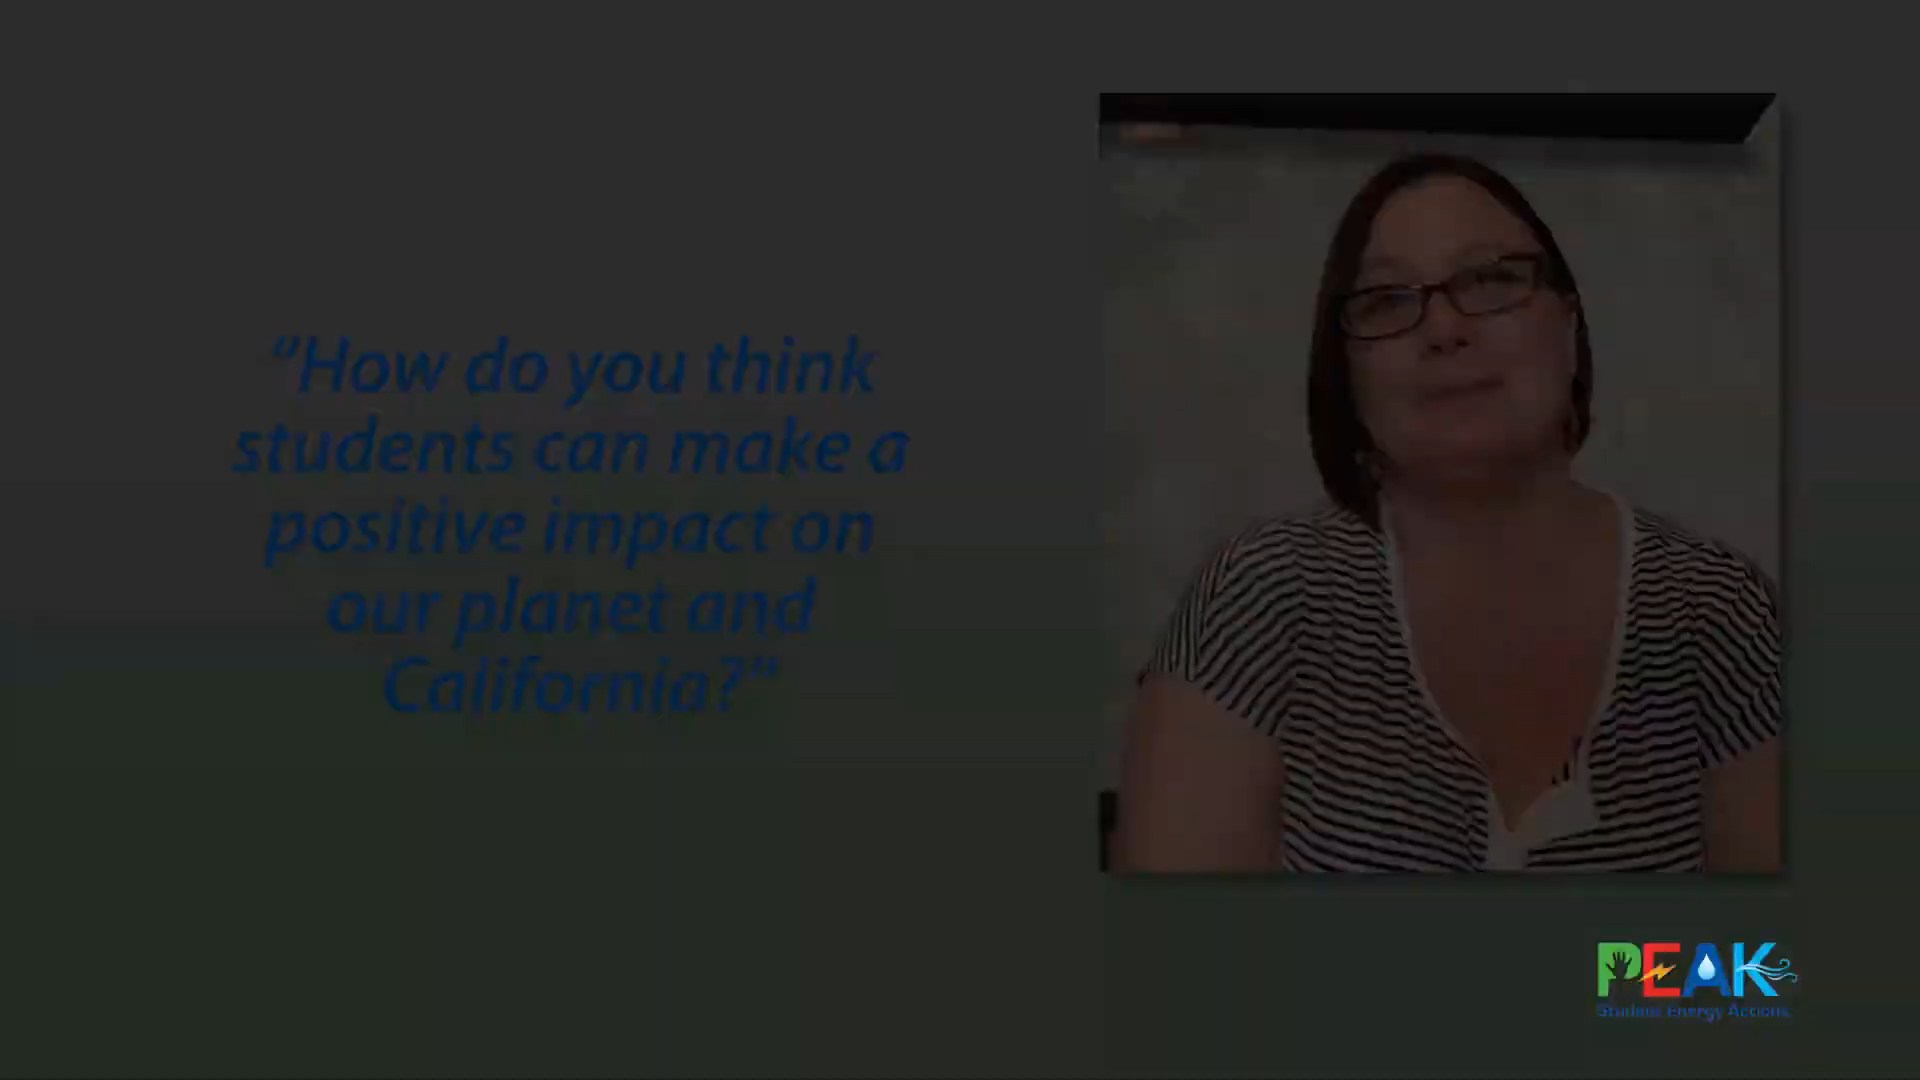 “How do you think
students can make a
positive impact on
our planet and
California?”
PEAK
Student Energy Actions